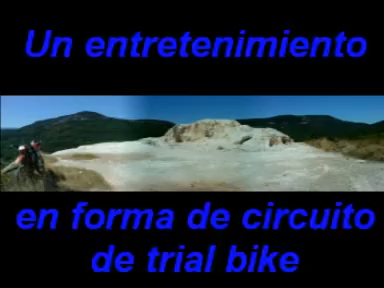 Un entretenimiento
en forma de circuito
de trial bike